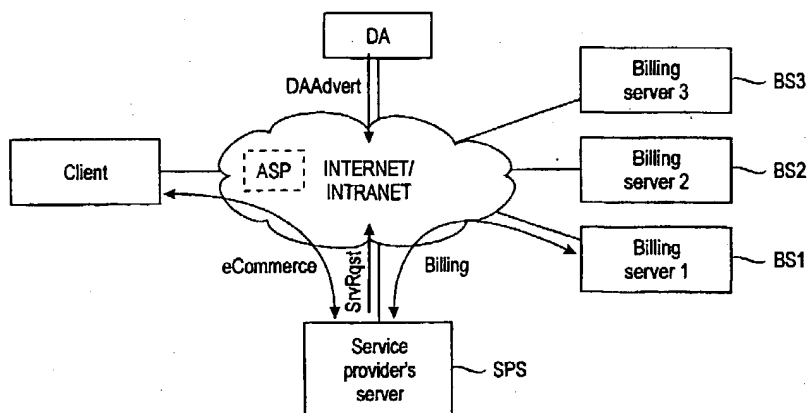 DA
DAAdvert
Billing
server 3
BS3
Client
ASP
INTERNET/
INTRANET
Billing
server 2
BS2
eCommerce
SrvRqst
Billing
Billing
server 1
BS1
Service
provider's
server
SPS